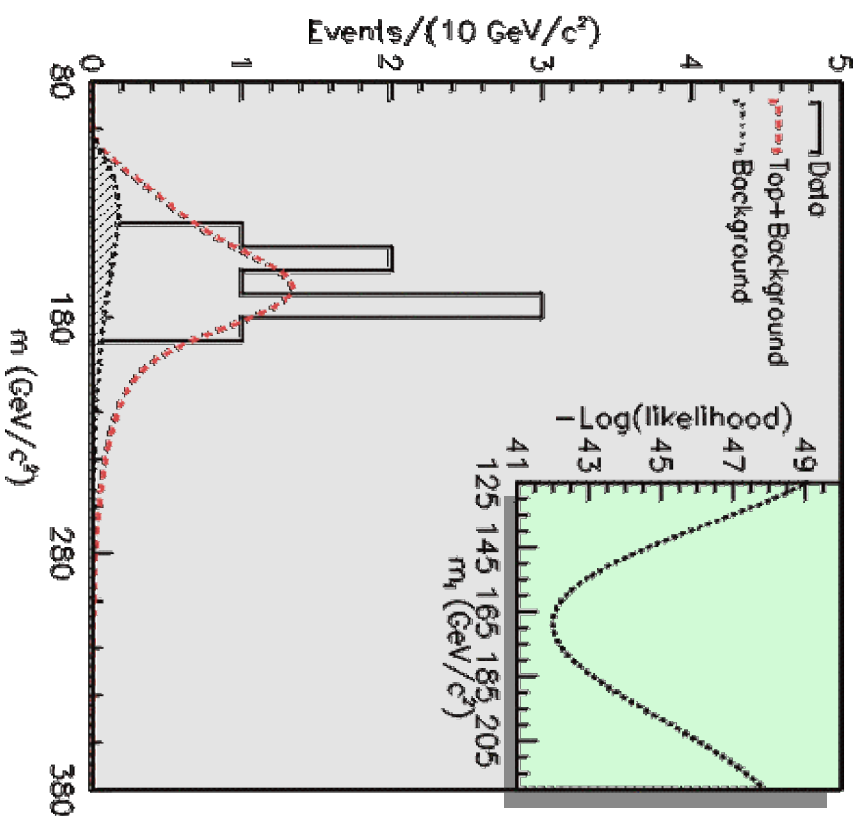 Events/(10 GeV/c²)
5
4
3
2
1
0
80
180
280
380
m (GeV/c²)
Data
Top+Background
Background
-Log(likelihood)
49
47
45
43
41
125 145 165 185 205
mₜ (GeV/c²)